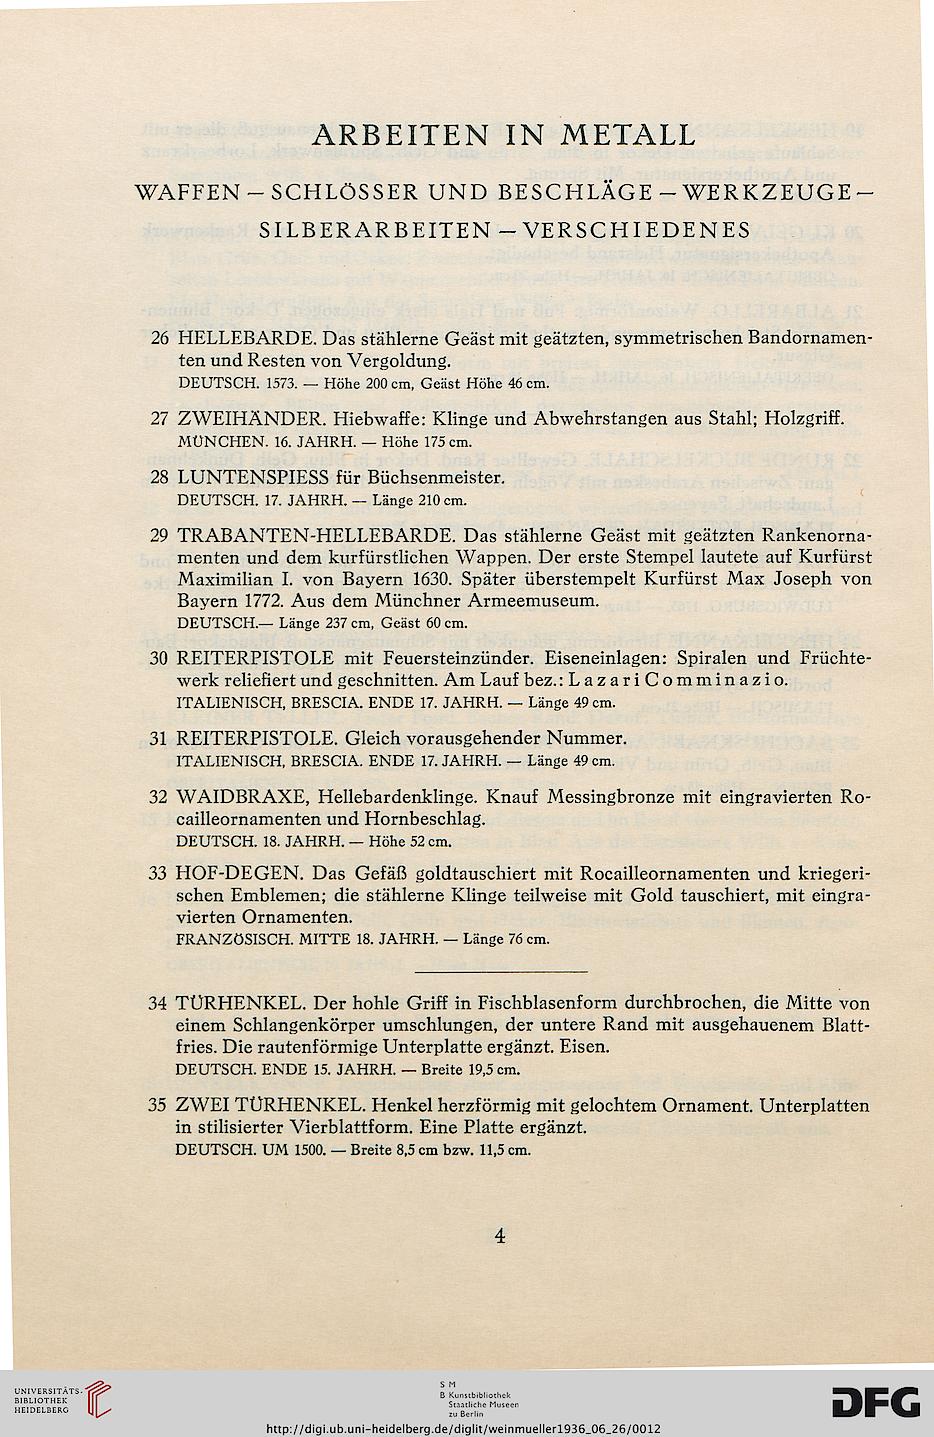 ARBEITEN IN METALL
WAFFEN – SCHLÖSSER UND BESCHLÄGE – WERKZEUGE –
SILBERARBEITEN – VERSCHIEDENES
26 HELLEBARDE. Das stählerne Geäst mit geätzten, symmetrischen Bandornamen-
ten und Resten von Vergoldung.
DEUTSCH. 1573. — Höhe 200 cm, Geäst Höhe 46 cm.
27 ZWEIHÄNDER. Hiebwaffe: Klinge und Abwehrstangen aus Stahl; Holzgriff.
MÜNCHEN. 16. JAHRH. — Höhe 175 cm.
28 LUNTENSPIESS für Büchsenmeister.
DEUTSCH. 17. JAHRH. — Länge 210 cm.
29 TRABANTEN-HELLEBARDE. Das stählerne Geäst mit geätzten Rankenorna-
menten und dem kurfürstlichen Wappen. Der erste Stempel lautete auf Kurfürst
Maximilian I. von Bayern 1630. Später überstempelt Kurfürst Max Joseph von
Bayern 1772. Aus dem Münchner Armeemuseum.
DEUTSCH.— Länge 237 cm, Geäst 60 cm.
30 REITERPISTOLE mit Feuersteinzünder. Eiseneinlagen: Spiralen und Früchte-
werk reliefiert und geschnitten. Am Lauf bez.: Lazari Comminazio.
ITALIENISCH, BRESCIA. ENDE 17. JAHRH. — Länge 49 cm.
31 REITERPISTOLE. Gleich vorausgehender Nummer.
ITALIENISCH, BRESCIA. ENDE 17. JAHRH. — Länge 49 cm.
32 WAIDBRAXE, Hellebardenklinge. Knauf Messingbronze mit eingravierten Ro-
cailleornamenten und Hornbeschlag.
DEUTSCH. 18. JAHRH. — Höhe 52 cm.
33 HOF-DEGEN. Das Gefäß goldtauschiert mit Rocailleornamenten und kriegeri-
schen Emblemen; die stählerne Klinge teilweise mit Gold tauschiert, mit eingra-
vierten Ornamenten.
FRANZÖSISCH. MITTE 18. JAHRH. — Länge 76 cm.
34 TÜRHENKEL. Der hohle Griff in Fischblasenform durchbrochen, die Mitte von
einem Schlangenkörper umschlungen, der untere Rand mit ausgehauenem Blatt-
fries. Die rautenförmige Unterplatte ergänzt. Eisen.
DEUTSCH. ENDE 15. JAHRH. — Breite 19,5 cm.
35 ZWEI TÜRHENKEL. Henkel herzförmig mit gelochtem Ornament. Unterplatten
in stilisierter Vierblattform. Eine Platte ergänzt.
DEUTSCH. UM 1500. — Breite 8,5 cm bzw. 11,5 cm.
4
UNIVERSITÄTS-
BIBLIOTHEK
HEIDELBERG
S M
B Kunstbibliothek
Staatliche Museen
zu Berlin
DFG
http://digi.ub.uni-heidelberg.de/diglit/weinmueller1936_06_26/0012